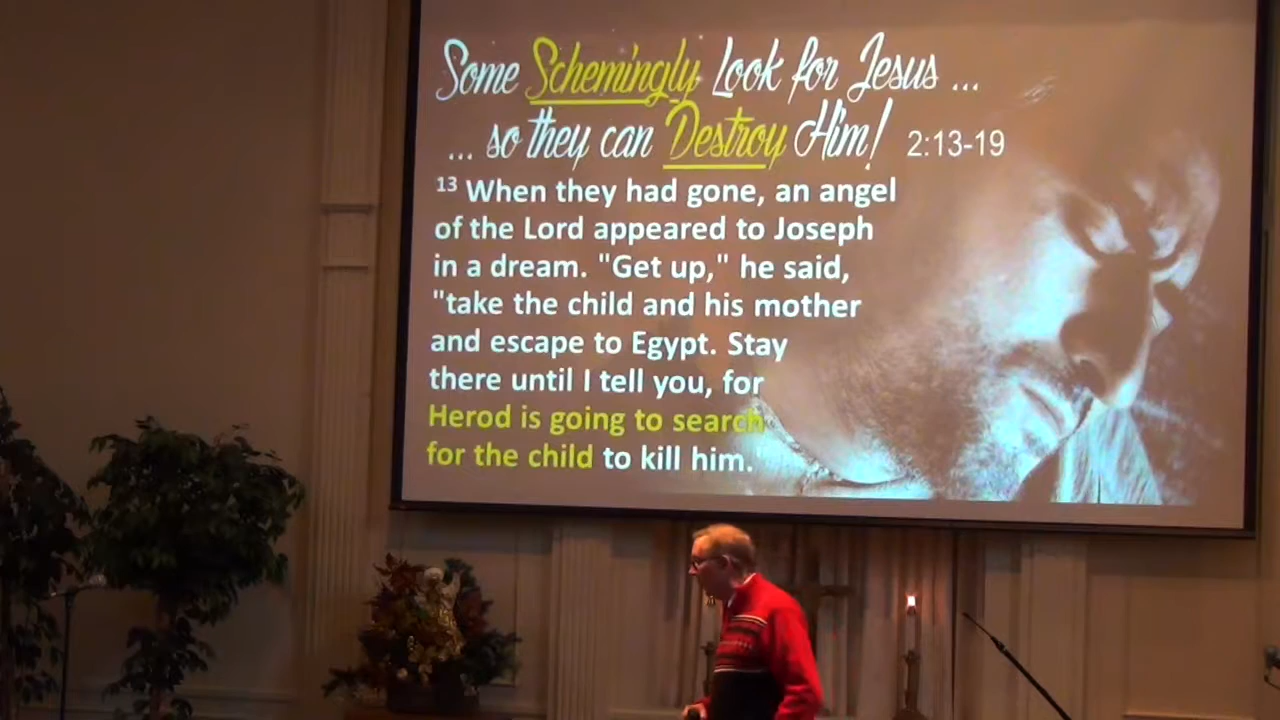 Some Schemingly Look for Jesus ...
... so they can Destroy Him! 2:13-19
13 When they had gone, an angel
of the Lord appeared to Joseph
in a dream. "Get up," he said,
"take the child and his mother
and escape to Egypt. Stay
there until I tell you, for
Herod is going to search
for the child to kill him."